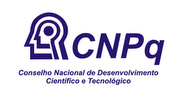 CNPq
Conselho Nacional de Desenvolvimento
Científico e Tecnológico